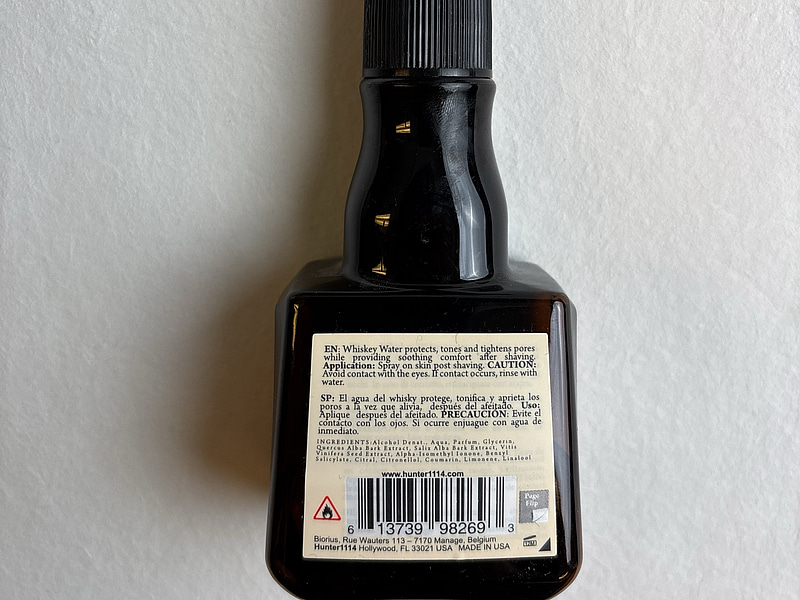 EN: Whiskey Water protects, tones and tightens pores
while providing soothing comfort after shaving.
Application: Spray on skin post shaving. CAUTION:
Avoid contact with the eyes. If contact occurs, rinse with
water.
SP: El agua del whisky protege, tonifica y aprieta los
poros a la vez que alivia, después del afeitado. Uso:
Aplique despues del afeitado. PRECAUCIÓN: Evite el
contacto con los ojos. Si ocurre enjuague con agua de
inmediato.
INGREDIENTS:Alcohol Denat., Aqua, Parfum, Glycerin,
Quercus Alba Bark Extract, Salix Alba Bark Extract, Vitis
Vinifera Seed Extract, Alpha-Isomethyl Ionone, Benzyl
Salicylate, Citral, Citronellol, Coumarin, Limonene, Linalool
www.hunter1114.com
Page
Flip
6 13739 98269 3
Biorius, Rue Wauters 113 – 7170 Manage, Belgium
Hunter1114 Hollywood, FL 33021 USA MADE IN USA
12M